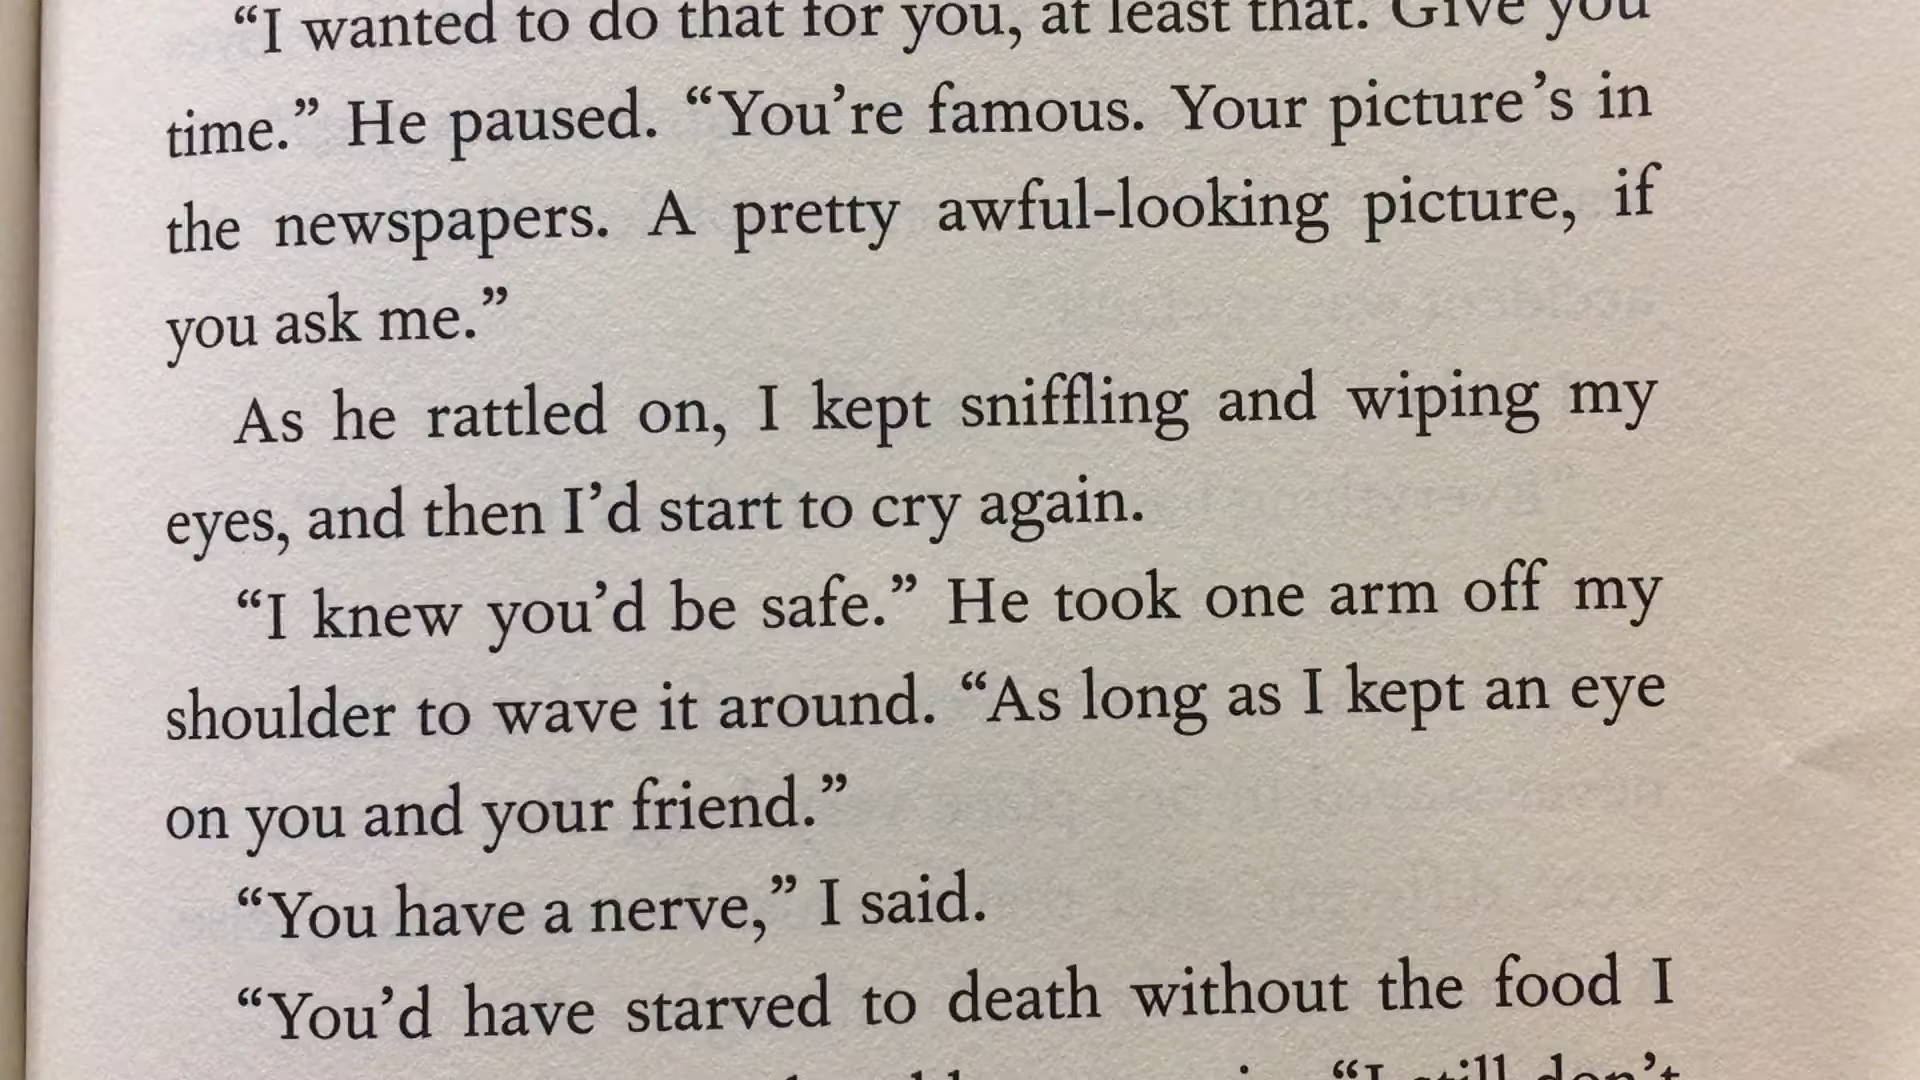 “I wanted to do that for you, at least that. Give you
time.” He paused. “You’re famous. Your picture’s in
the newspapers. A pretty awful-looking picture, if
you ask me.”
As he rattled on, I kept sniffling and wiping my
eyes, and then I’d start to cry again.
“I knew you’d be safe.” He took one arm off my
shoulder to wave it around. “As long as I kept an eye
on you and your friend.”
“You have a nerve,” I said.
“You’d have starved to death without the food I
“I still don’t